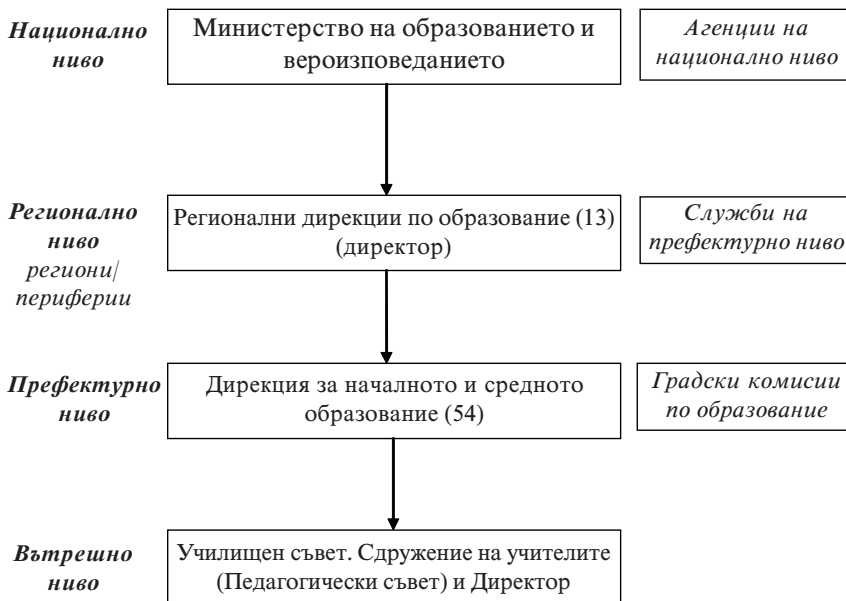 Национално
ниво
Министерство на образованието и
вероизповеданието
Агенции на
национално ниво
Регионално
ниво
региони/
периферии
Регионални дирекции по образование (13)
(директор)
Служби на
префектурно ниво
Префектурно
ниво
Дирекция за началното и средното
образование (54)
Градски комисии
по образование
Вътрешно
ниво
Училищен съвет. Сдружение на учителите
(Педагогически съвет) и Директор